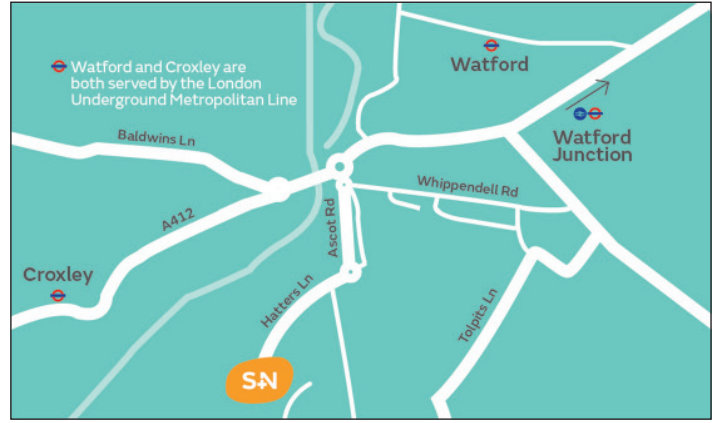 Watford and Croxley are
both served by the London
Underground Metropolitan Line
Watford
Watford
Junction
Baldwins Ln
A412
Whippendell Rd
Ascot Rd
Croxley
Hatters Ln
Tolpits Ln
S+N